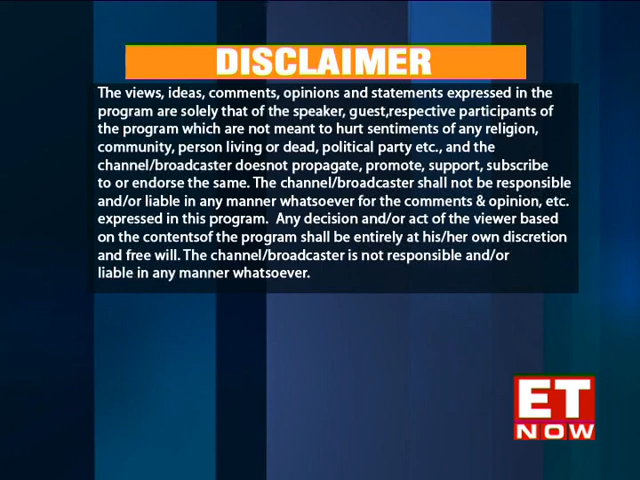 DISCLAIMER
The views, ideas, comments, opinions and statements expressed in the
program are solely that of the speaker, guest,respective participants of
the program which are not meant to hurt sentiments of any religion,
community, person living or dead, political party etc., and the
channel/broadcaster doesnot propagate, promote, support, subscribe
to or endorse the same. The channel/broadcaster shall not be responsible
and/or liable in any manner whatsoever for the comments & opinion, etc.
expressed in this program.  Any decision and/or act of the viewer based
on the contentsof the program shall be entirely at his/her own discretion
and free will. The channel/broadcaster is not responsible and/or
liable in any manner whatsoever.
ET
NOW